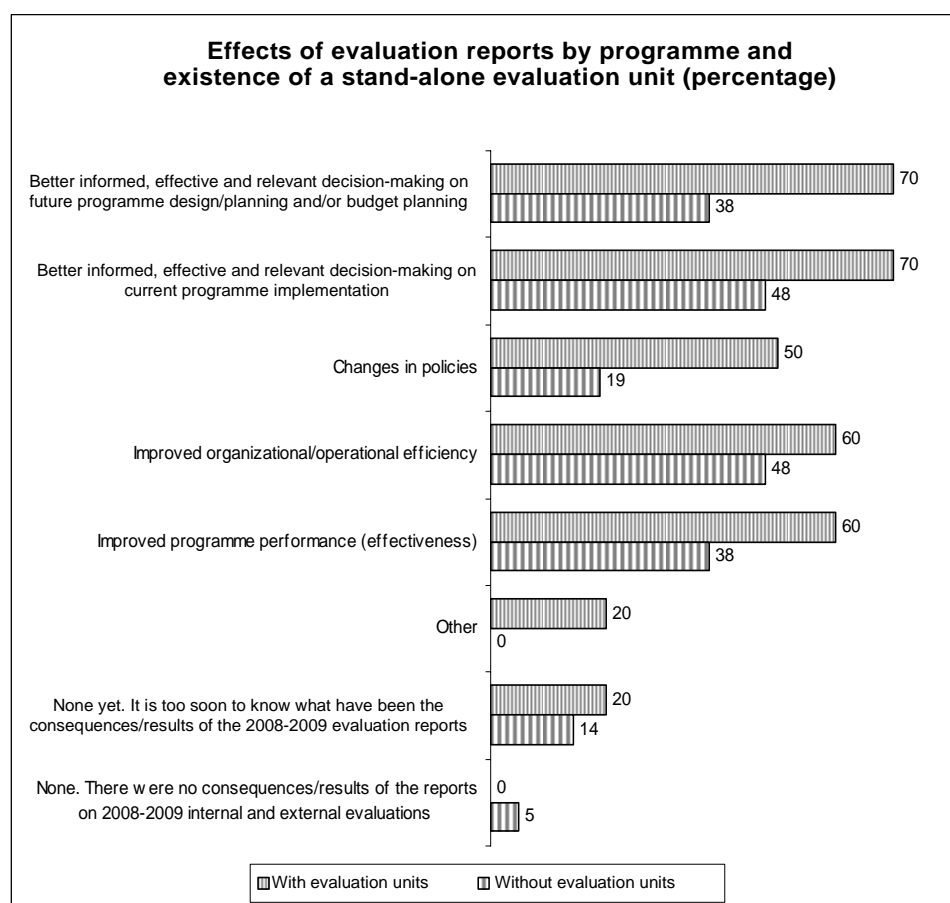 Effects of evaluation reports by programme and
existence of a stand-alone evaluation unit (percentage)
Better informed, effective and relevant decision-making on
future programme design/planning and/or budget planning
70
38
Better informed, effective and relevant decision-making on
current programme implementation
70
48
Changes in policies
50
19
Improved organizational/operational efficiency
60
48
Improved programme performance (effectiveness)
60
38
Other
20
0
None yet. It is too soon to know what have been the
consequences/results of the 2008-2009 evaluation reports
20
14
None. There were no consequences/results of the reports
on 2008-2009 internal and external evaluations
0
5
With evaluation units
Without evaluation units